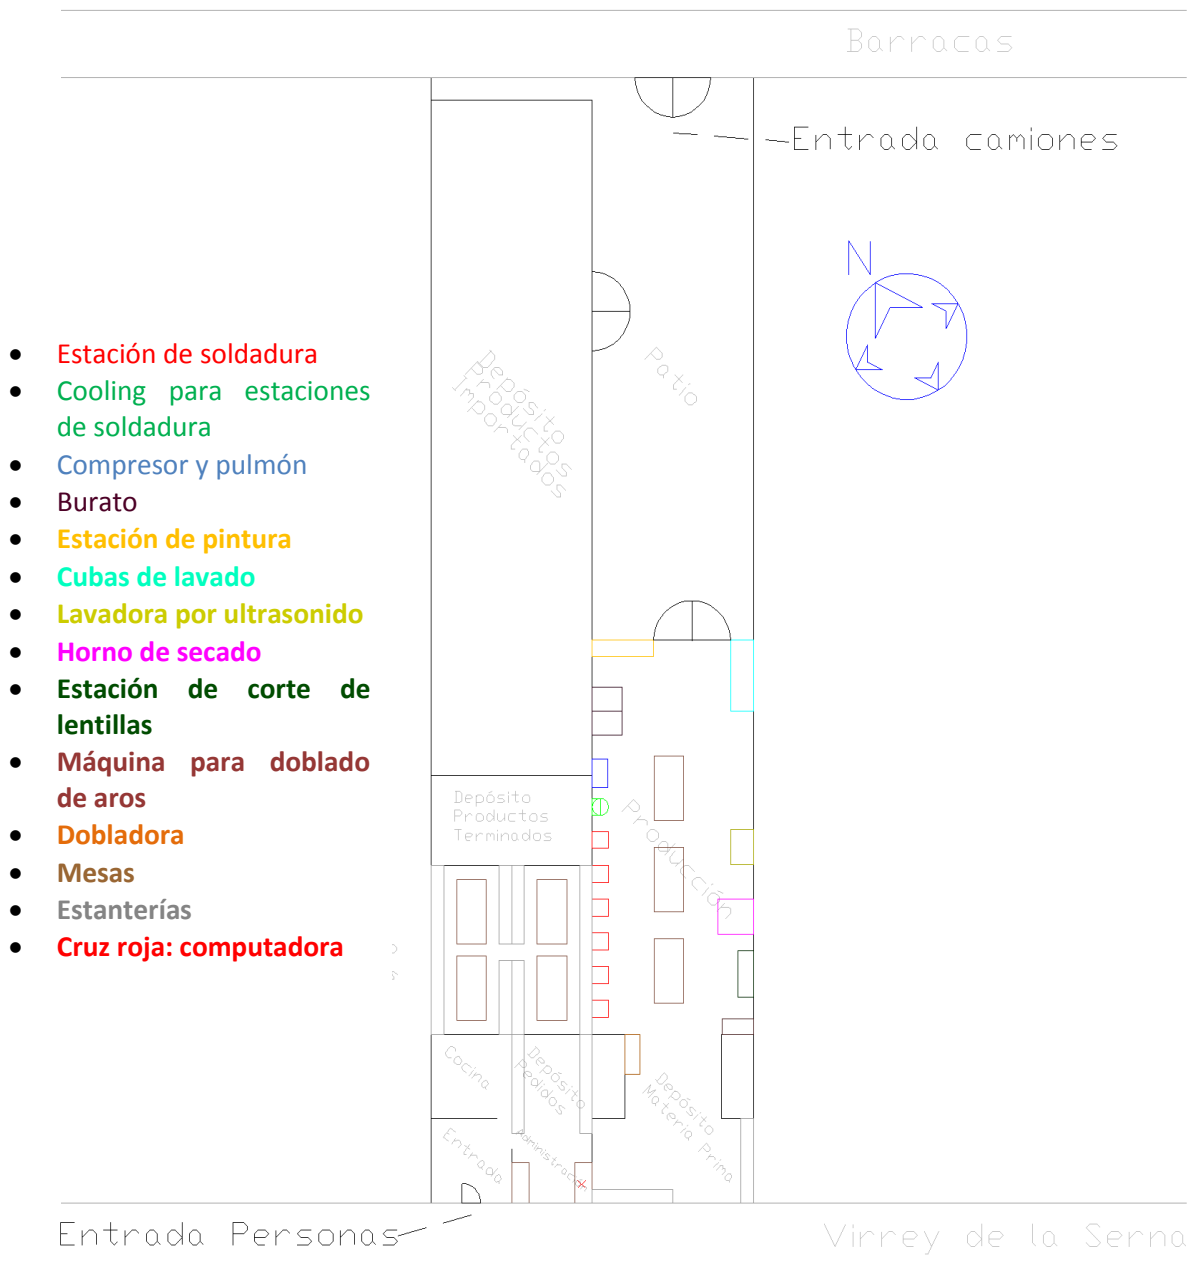 Barracas
Entrada camiones
N
Estación de soldadura
Cooling para estaciones
de soldadura
Compresor y pulmón
Burato
Estación de pintura
Cubas de lavado
Lavadora por ultrasonido
Horno de secado
Estación de corte de
lentillas
Máquina para doblado
de aros
Dobladora
Mesas
Estanterías
Cruz roja: computadora
Depósito
Productos
Importados
Patio
Depósito
Productos
Terminados
Producción
Cocina
Depósito
Pedidos
Depósito
Materia Prima
Entrada
Administración
Entrada Personas
Virrey de la Serna